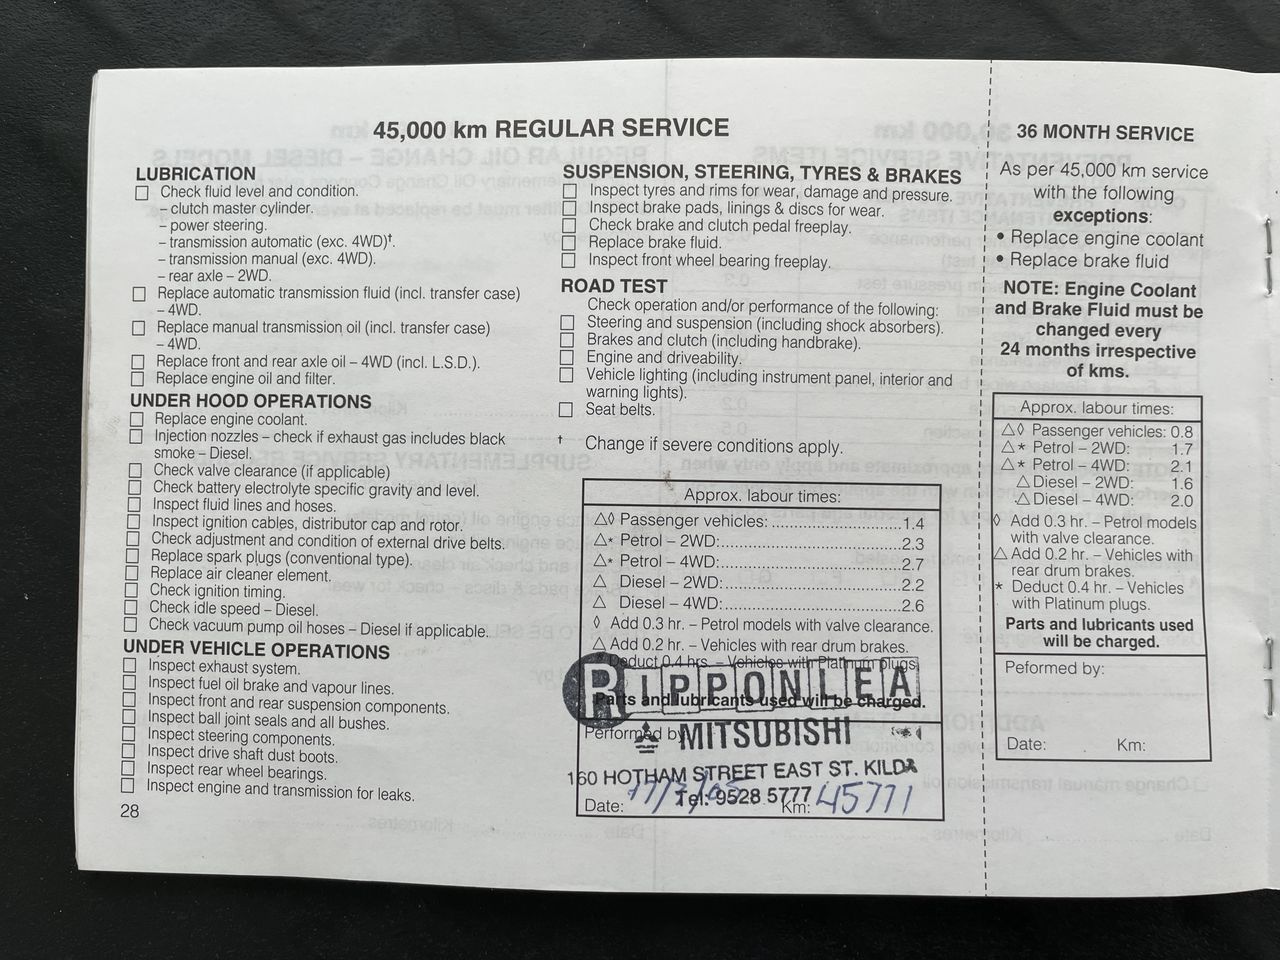 45,000 km REGULAR SERVICE
LUBRICATION
Check fluid level and condition.
– clutch master cylinder.
– power steering.
– transmission automatic (exc. 4WD)†.
– transmission manual (exc. 4WD).
– rear axle – 2WD.
Replace automatic transmission fluid (incl. transfer case)
– 4WD.
Replace manual transmission oil (incl. transfer case)
– 4WD.
Replace front and rear axle oil – 4WD (incl. L.S.D.).
Replace engine oil and filter.
UNDER HOOD OPERATIONS
Replace engine coolant.
Injection nozzles – check if exhaust gas includes black
smoke – Diesel.
Check valve clearance (if applicable)
Check battery electrolyte specific gravity and level.
Inspect fluid lines and hoses.
Inspect ignition cables, distributor cap and rotor.
Check adjustment and condition of external drive belts.
Replace spark plugs (conventional type).
Replace air cleaner element.
Check ignition timing.
Check idle speed – Diesel.
Check vacuum pump oil hoses – Diesel if applicable.
UNDER VEHICLE OPERATIONS
Inspect exhaust system.
Inspect fuel oil brake and vapour lines.
Inspect front and rear suspension components.
Inspect ball joint seals and all bushes.
Inspect steering components.
Inspect drive shaft dust boots.
Inspect rear wheel bearings.
Inspect engine and transmission for leaks.
28
SUSPENSION, STEERING, TYRES & BRAKES
Inspect tyres and rims for wear, damage and pressure.
Inspect brake pads, linings & discs for wear.
Check brake and clutch pedal freeplay.
Replace brake fluid.
Inspect front wheel bearing freeplay.
ROAD TEST
Check operation and/or performance of the following:
Steering and suspension (including shock absorbers).
Brakes and clutch (including handbrake).
Engine and driveability.
Vehicle lighting (including instrument panel, interior and
warning lights).
Seat belts.
† Change if severe conditions apply.
Approx. labour times:
△◊ Passenger vehicles:..............................1.4
△* Petrol – 2WD:.........................................2.3
△* Petrol – 4WD:.........................................2.7
△ Diesel – 2WD:.........................................2.2
△ Diesel – 4WD:.........................................2.6
◊ Add 0.3 hr. – Petrol models with valve clearance.
△ Add 0.2 hr. – Vehicles with rear drum brakes.
* Deduct 0.4 hrs. – Vehicles with Platinum plugs.
RIPPONLEA
Parts and lubricants used will be charged.
Performed by:
MITSUBISHI
160 HOTHAM STREET EAST ST. KILDA
Tel: 9528 5777
Date: 17/3/05 Km: 45771
36 MONTH SERVICE
As per 45,000 km service
with the following
exceptions:
• Replace engine coolant
• Replace brake fluid
NOTE: Engine Coolant
and Brake Fluid must be
changed every
24 months irrespective
of kms.
Approx. labour times:
△◊ Passenger vehicles: 0.8
△* Petrol – 2WD: 1.7
△* Petrol – 4WD: 2.1
△ Diesel – 2WD: 1.6
△ Diesel – 4WD: 2.0
◊ Add 0.3 hr. – Petrol models
with valve clearance.
△ Add 0.2 hr. – Vehicles with
rear drum brakes.
* Deduct 0.4 hr. – Vehicles
with Platinum plugs.
Parts and lubricants used
will be charged.
Peformed by:
Date: Km: